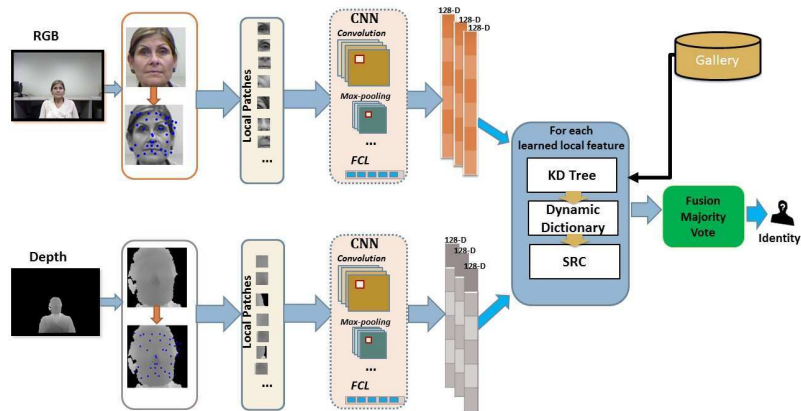 RGB
Local Patches
...
CNN
Convolution
Max-pooling
...
FCL
128-D
128-D
128-D
Gallery
For each
learned local feature
KD Tree
Dynamic
Dictionary
SRC
Fusion
Majority
Vote
Identity
Depth
Local Patches
...
CNN
Convolution
Max-pooling
...
FCL
128-D
128-D
128-D